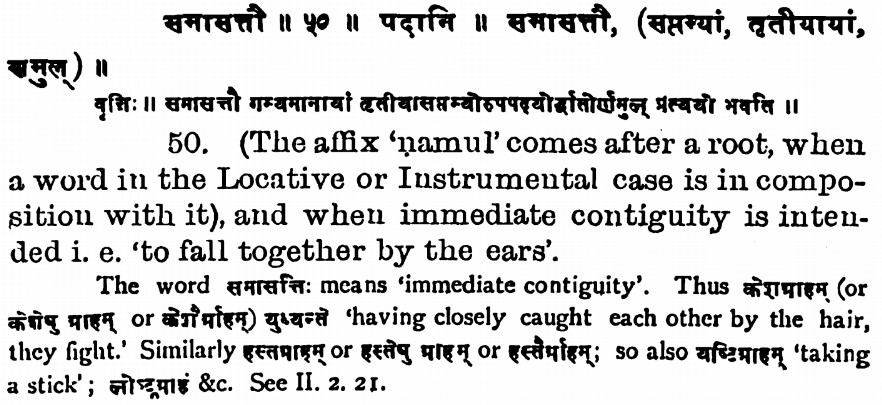 समासत्तौ ॥ ५० ॥ पदानि ॥ समासत्तौ, (सप्तम्यां, तृतीयायां,
णमुल्) ॥
वृत्तिः ॥ समासत्तौ गम्यमानायां तृतीयासप्तम्योरुपपदयोर्द्धातोर्णमुल् प्रत्ययो भवति ॥
50. (The affix 'ṇamul' comes after a root, when
a word in the Locative or Instrumental case is in compo-
sition with it), and when immediate contiguity is inten-
ded i. e. 'to fall together by the ears'.
The word समासत्तिः means 'immediate contiguity'. Thus केशग्राहम् (or
केशेषु ग्राहम् or केशैर्ग्राहम्) युध्यन्ते 'having closely caught each other by the hair,
they fight.' Similarly हस्तग्राहम् or हस्तेषु ग्राहम् or हस्तैर्ग्राहम्; so also यष्टिग्राहम् 'taking
a stick'; लोष्ट्रग्राहं &c. See II. 2. 21.